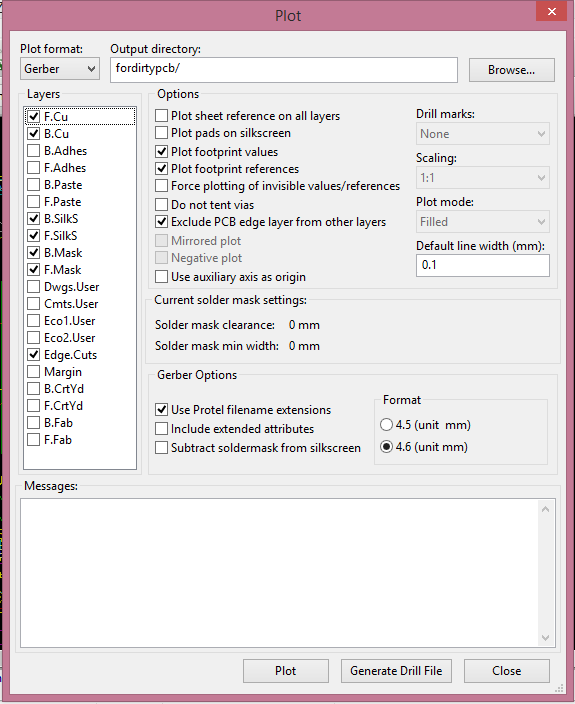 Plot
Plot format:
Gerber
Output directory:
fordirtypcb/
Browse...
Layers
F.Cu
B.Cu
B.Adhes
F.Adhes
B.Paste
F.Paste
B.SilkS
F.SilkS
B.Mask
F.Mask
Dwgs.User
Cmts.User
Eco1.User
Eco2.User
Edge.Cuts
Margin
B.CrtYd
F.CrtYd
B.Fab
F.Fab
Options
Plot sheet reference on all layers
Plot pads on silkscreen
Plot footprint values
Plot footprint references
Force plotting of invisible values/references
Do not tent vias
Exclude PCB edge layer from other layers
Mirrored plot
Negative plot
Use auxiliary axis as origin
Drill marks:
None
Scaling:
1:1
Plot mode:
Filled
Default line width (mm):
0.1
Current solder mask settings:
Solder mask clearance: 0 mm
Solder mask min width: 0 mm
Gerber Options
Use Protel filename extensions
Include extended attributes
Subtract soldermask from silkscreen
Format
4.5 (unit mm)
4.6 (unit mm)
Messages:
Plot
Generate Drill File
Close